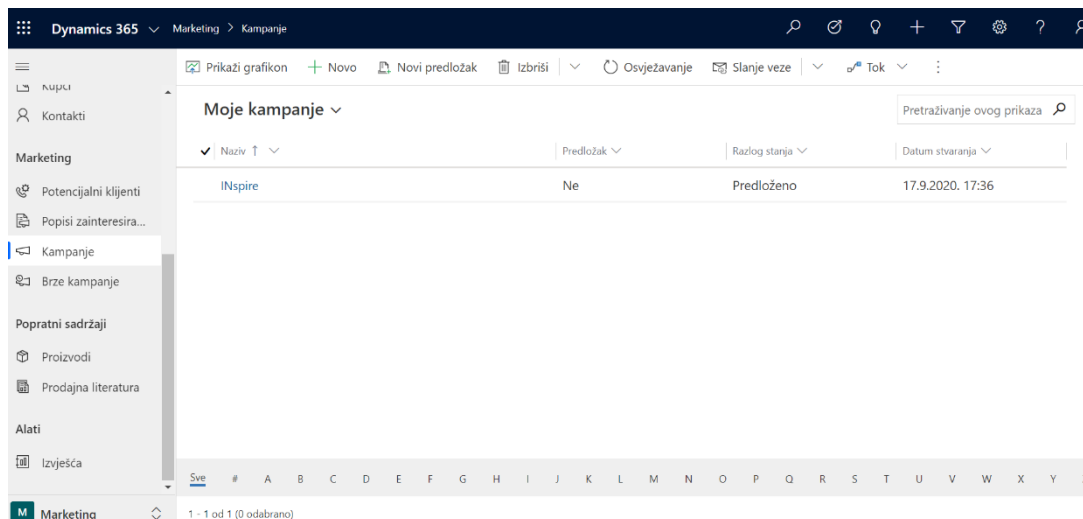 Dynamics 365 Marketing > Kampanje
Prikaži grafikon Novo Novi predložak Izbriši Osvježavanje Slanje veze Tok
Kupci
Kontakti
Marketing
Potencijalni klijenti
Popisi zainteresira...
Kampanje
Brze kampanje
Popratni sadržaji
Proizvodi
Prodajna literatura
Alati
Izvješća
M Marketing
Moje kampanje
Pretraživanje ovog prikaza
Naziv Predložak Razlog stanja Datum stvaranja
INspire Ne Predloženo 17.9.2020. 17:36
Sve # A B C D E F G H I J K L M N O P Q R S T U V W X Y
1 - 1 od 1 (0 odabrano)